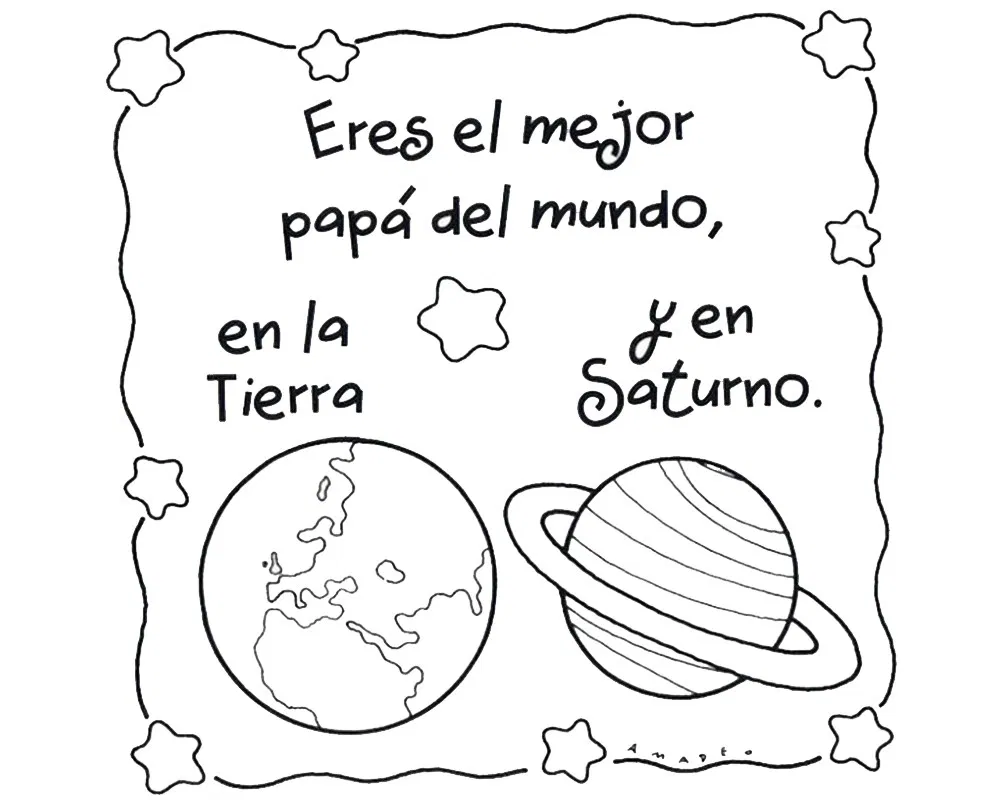 Eres el mejor
papá del mundo,
en la
Tierra
y en
Saturno.